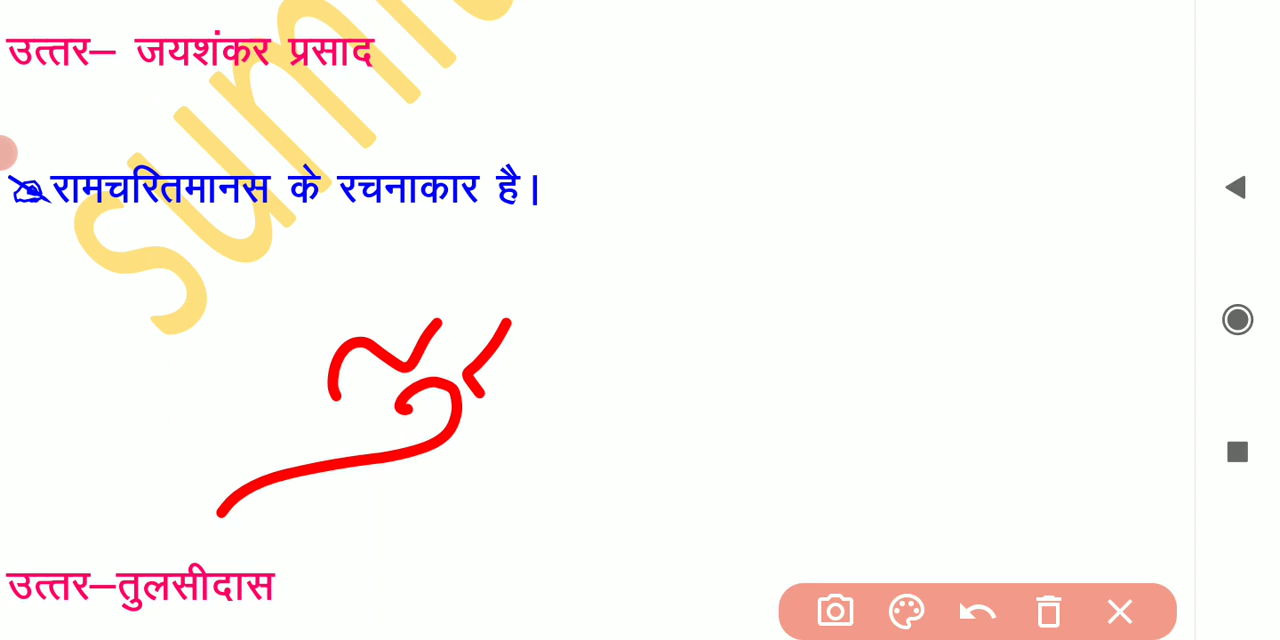 उत्तर– जयशंकर प्रसाद
रामचरितमानस के रचनाकार है।
उत्तर–तुलसीदास